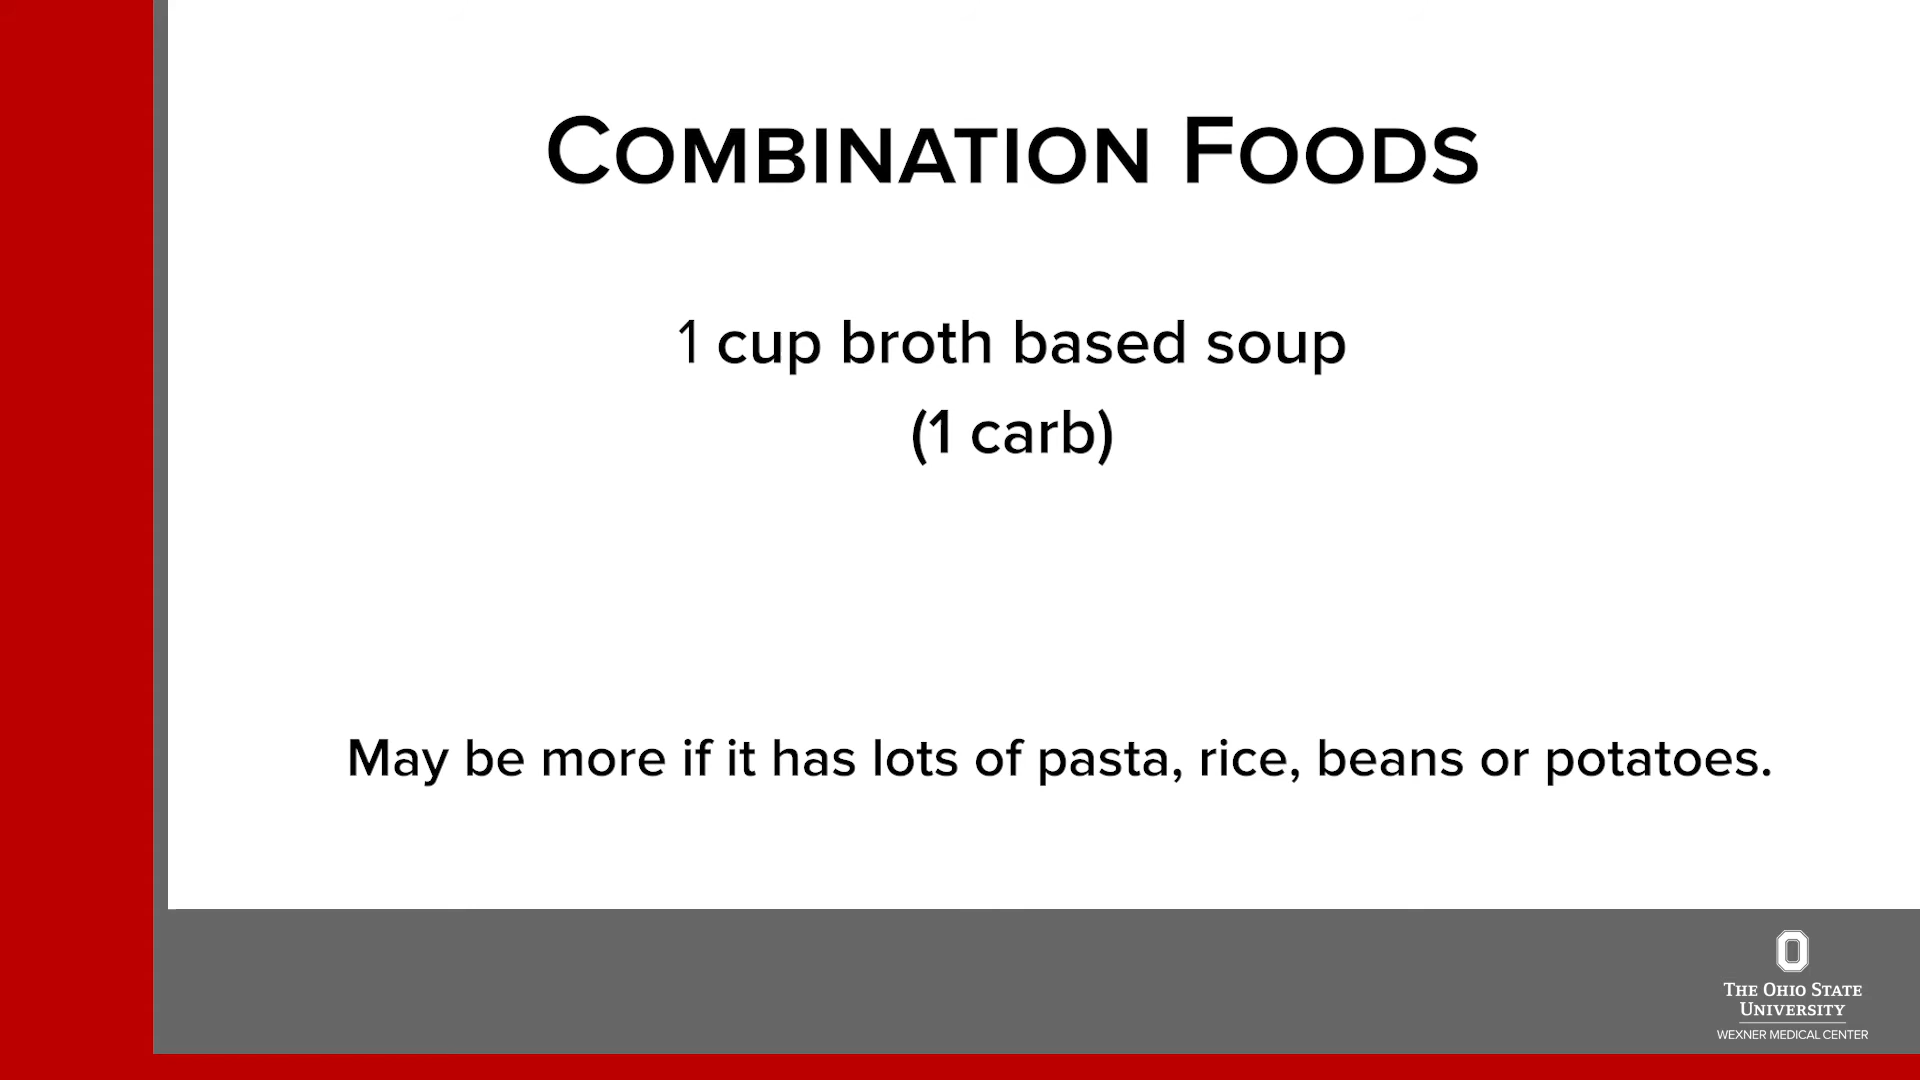 Combination Foods
1 cup broth based soup
(1 carb)
May be more if it has lots of pasta, rice, beans or potatoes.
The Ohio State
University
WEXNER MEDICAL CENTER